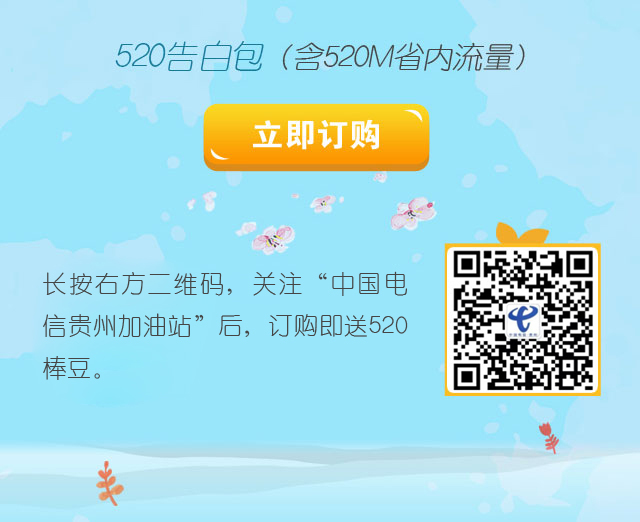 520告白包（含520M省内流量）
立即订购
长按右方二维码，关注“中国电
信贵州加油站”后，订购即送520
棒豆。